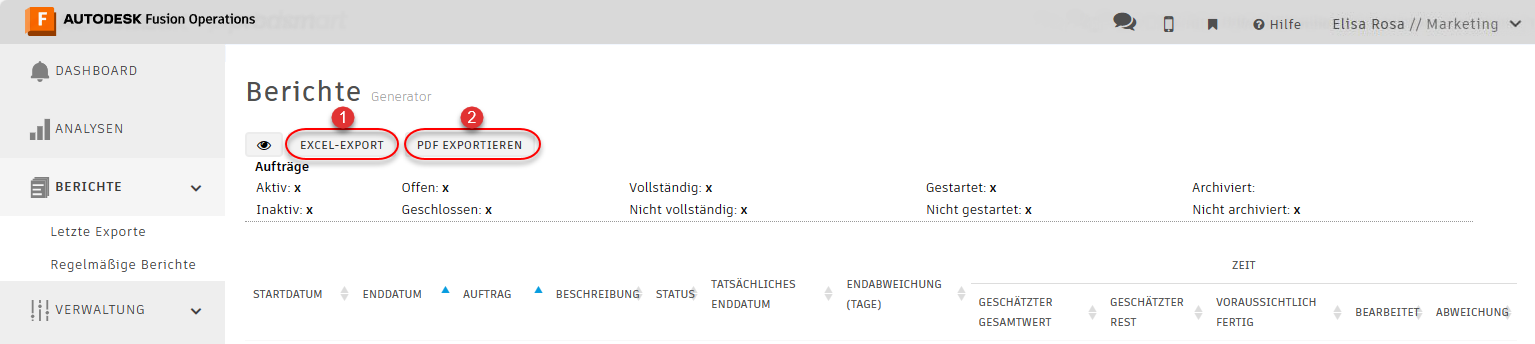 F AUTODESK Fusion Operations
Hilfe
Elisa Rosa // Marketing
DASHBOARD
ANALYSEN
BERICHTE
Letzte Exporte
Regelmäßige Berichte
VERWALTUNG
Berichte Generator
1 2
EXCEL-EXPORT PDF EXPORTIEREN
Aufträge
Aktiv: x Offen: x Vollständig: x Gestartet: x Archiviert:
Inaktiv: x Geschlossen: x Nicht vollständig: x Nicht gestartet: x Nicht archiviert: x
ZEIT
STARTDATUM
ENDDATUM
AUFTRAG
BESCHREIBUNG
STATUS
TATSÄCHLICHES
ENDDATUM
ENDABWEICHUNG
(TAGE)
GESCHÄTZTER
GESAMTWERT
GESCHÄTZTER
REST
VORAUSSICHTLICH
FERTIG
BEARBEITET
ABWEICHUNG